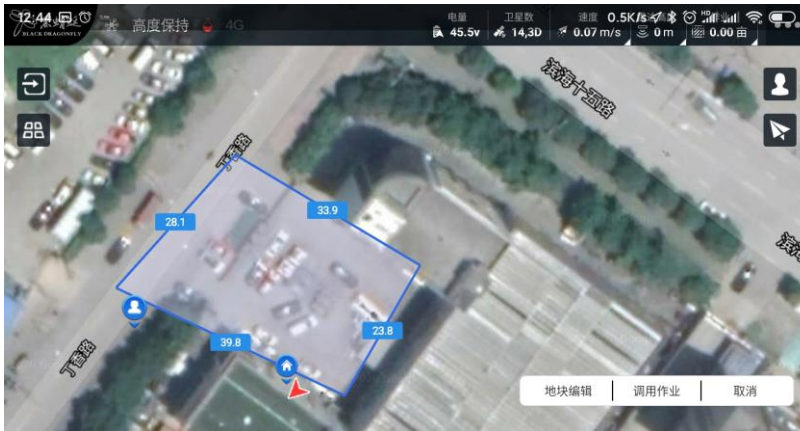 12:44
BLACK DRAGONFLY
高度保持
4G
电量
45.5v
卫星数
14,3D
速度
0.07 m/s
0.5K/s
HD
0 m
0.00 亩
滨海十五路
丁香路
28.1
33.9
39.8
23.8
丁香路
地块编辑
调用作业
取消